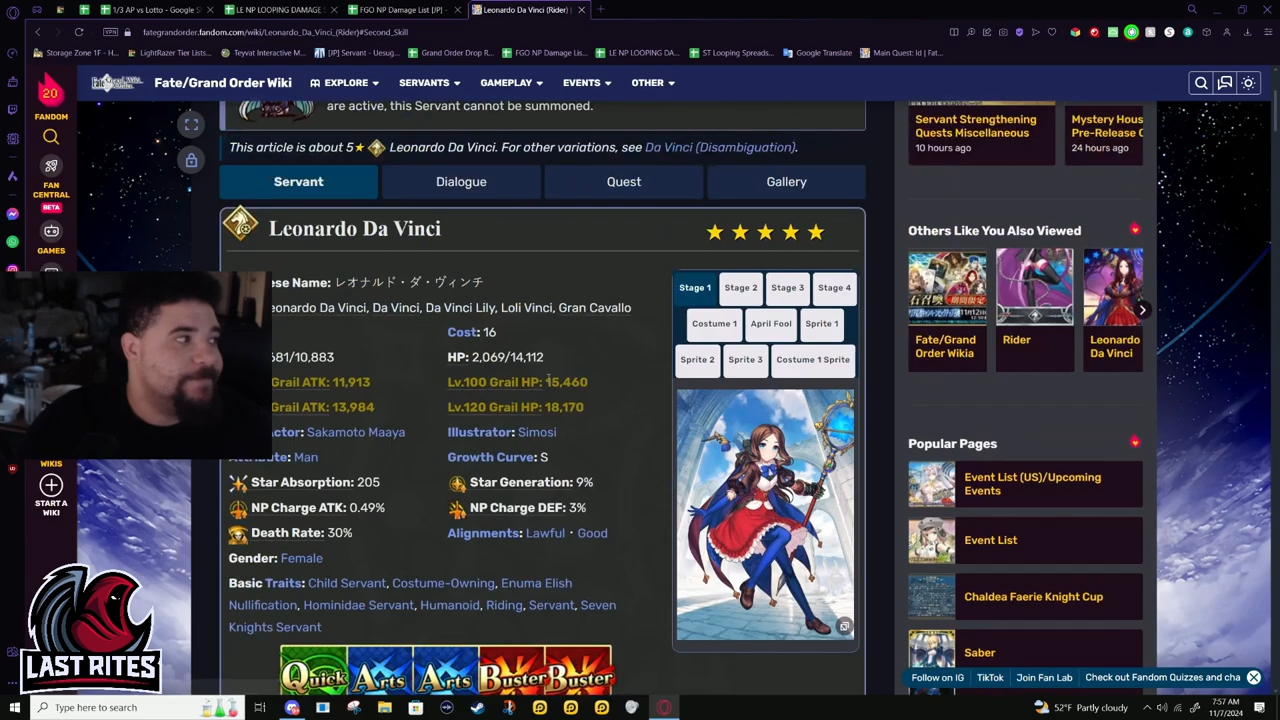 1/3 AP vs Lotto - S
LE NP LOOPING DAMAGE
FGO NP Damage List [JP] -
Leonardo Da Vinci (Rider) |
VPN
fategrandorder.fandom.com/wiki/Leonardo_Da_Vinci_(Rider)#Second_Skill
Storage Zone 1F - H...
LightRazer Tier Lists...
Teyvat Interactive M...
[JP] Servant - Uesug...
Grand Order Drop R...
FGO NP Damage Lis...
LE NP LOOPING DA...
ST Looping Spreads...
Google Translate
Main Quest: Id | Fat...
20
FANDOM
FAN
CENTRAL
BETA
GAMES
WIKIS
START A
WIKI
Fate/Grand Order Wiki
EXPLORE
SERVANTS
GAMEPLAY
EVENTS
OTHER
are active, this Servant cannot be summoned.
This article is about 5★ Leonardo Da Vinci. For other variations, see Da Vinci (Disambiguation).
Servant
Dialogue
Quest
Gallery
Leonardo Da Vinci
ese Name: レオナルド・ダ・ヴィンチ
eonardo Da Vinci, Da Vinci, Da Vinci Lily, Loli Vinci, Gran Cavallo
Cost: 16
681/10,883
HP: 2,069/14,112
Grail ATK: 11,913
Lv.100 Grail HP: 15,460
Grail ATK: 13,984
Lv.120 Grail HP: 18,170
actor: Sakamoto Maaya
Illustrator: Simosi
Attribute: Man
Growth Curve: S
Star Absorption: 205
Star Generation: 9%
NP Charge ATK: 0.49%
NP Charge DEF: 3%
Death Rate: 30%
Alignments: Lawful・Good
Gender: Female
Basic Traits: Child Servant, Costume-Owning, Enuma Elish
Nullification, Hominidae Servant, Humanoid, Riding, Servant, Seven
Knights Servant
Quick
Arts
Arts
Buster
Buster
Stage 1
Stage 2
Stage 3
Stage 4
Costume 1
April Fool
Sprite 1
Sprite 2
Sprite 3
Costume 1 Sprite
Servant Strengthening
Quests Miscellaneous
10 hours ago
Mystery Hous
Pre-Release C
24 hours ago
Others Like You Also Viewed
Fate/Grand
Order Wikia
Rider
Leonardo
Da Vinci
Popular Pages
Event List (US)/Upcoming
Events
Event List
Chaldea Faerie Knight Cup
Saber
Follow on IG
TikTok
Join Fan Lab
Check out Fandom Quizzes and cha
LAST RITES
Type here to search
52°F Partly cloudy
7:57 AM
11/7/2024